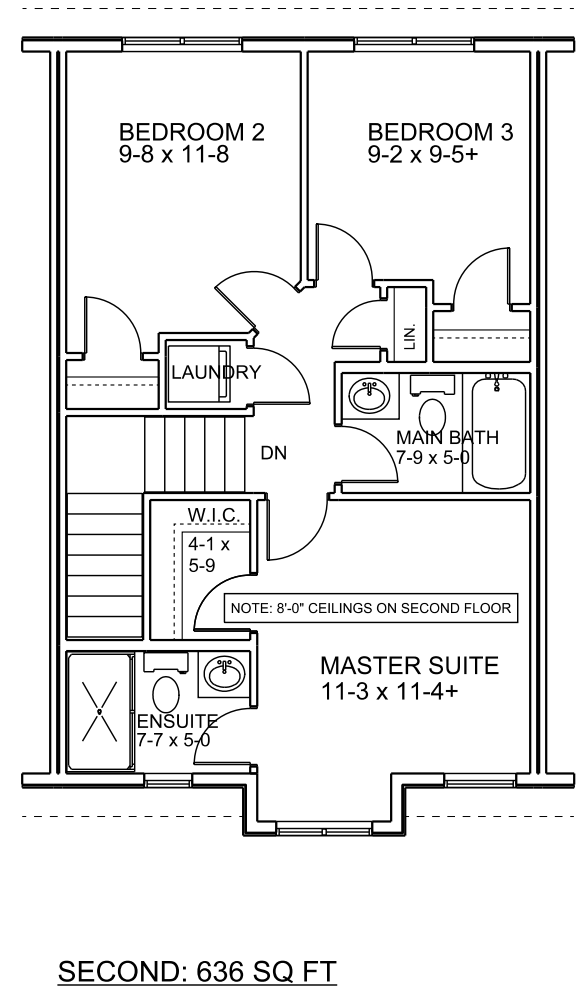 BEDROOM 2
9-8 x 11-8
BEDROOM 3
9-2 x 9-5+
LIN.
LAUNDRY
MAIN BATH
7-9 x 5-0
DN
W.I.C.
4-1 x
5-9
NOTE: 8'-0" CEILINGS ON SECOND FLOOR
MASTER SUITE
11-3 x 11-4+
ENSUITE
7-7 x 5-0
SECOND: 636 SQ FT